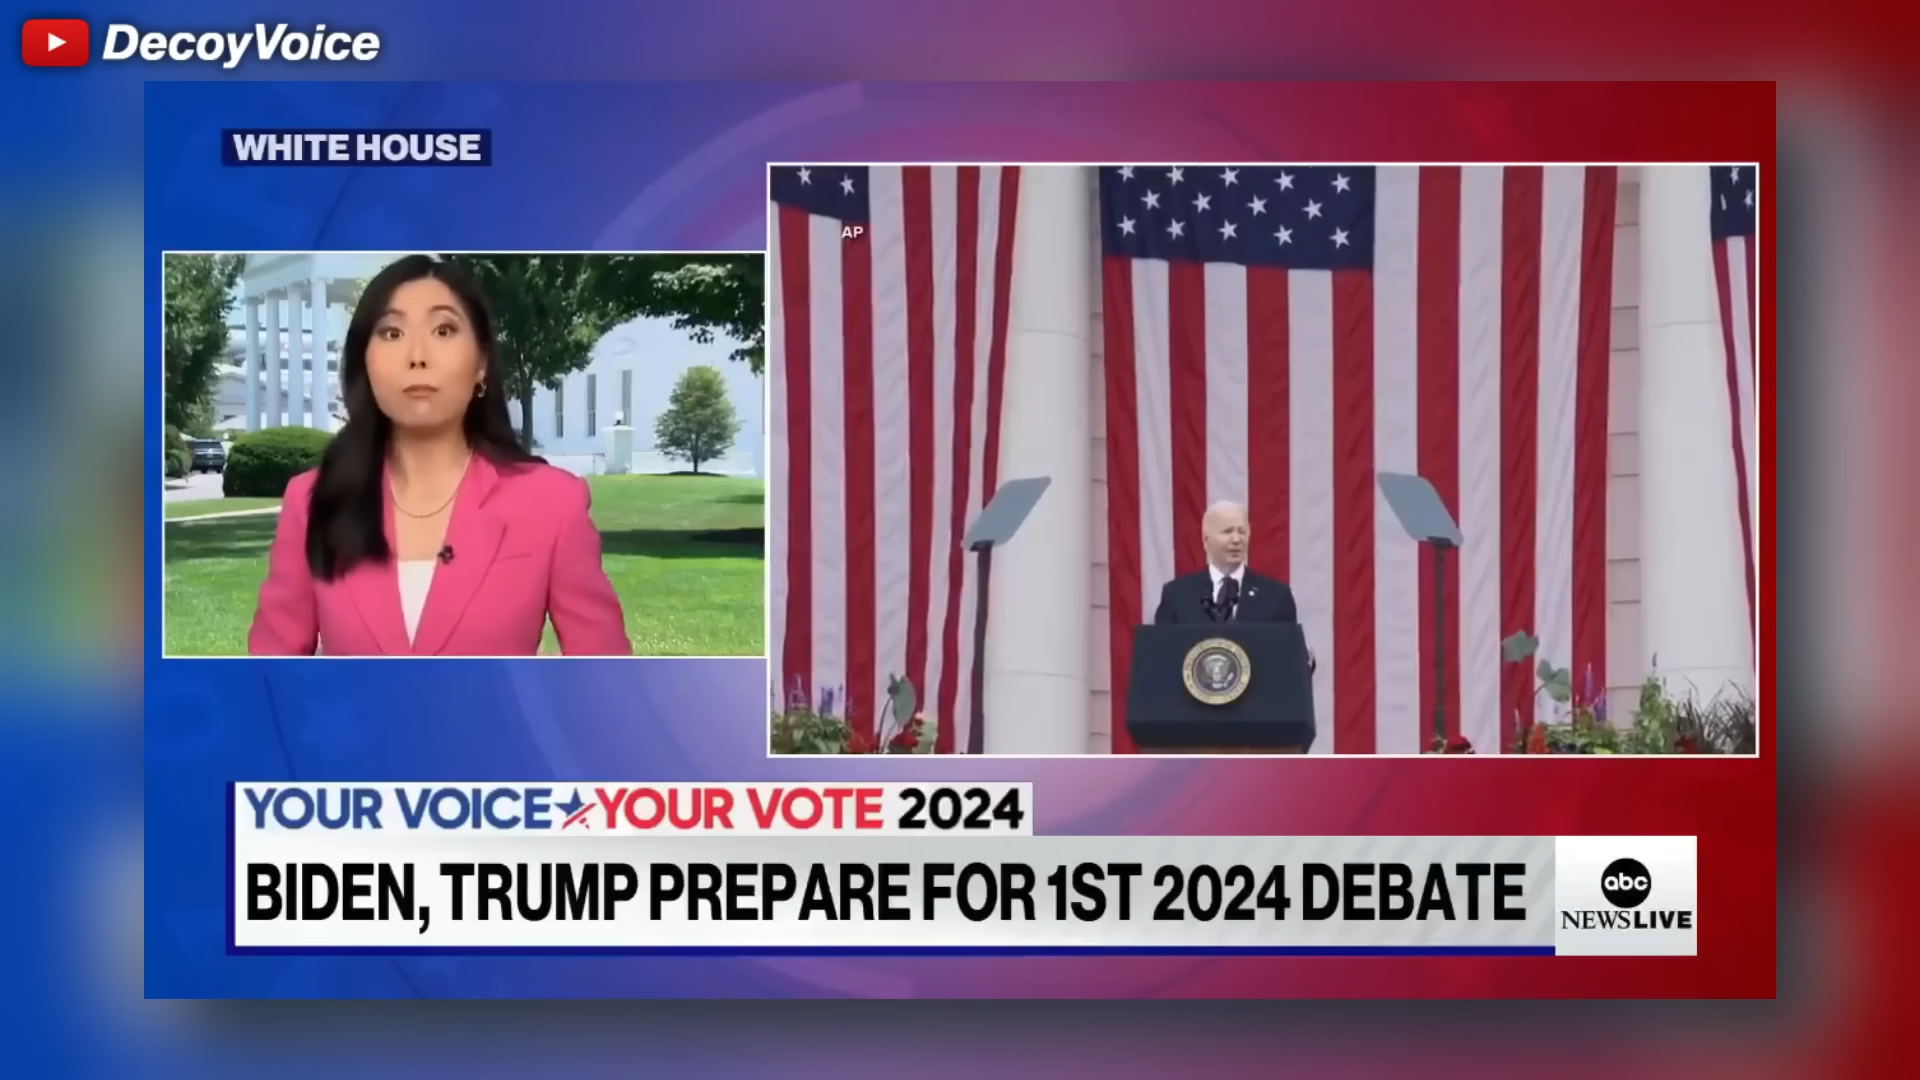 DecoyVoice
WHITE HOUSE
AP
YOUR VOICE YOUR VOTE 2024
BIDEN, TRUMP PREPARE FOR 1ST 2024 DEBATE
abc
NEWS LIVE